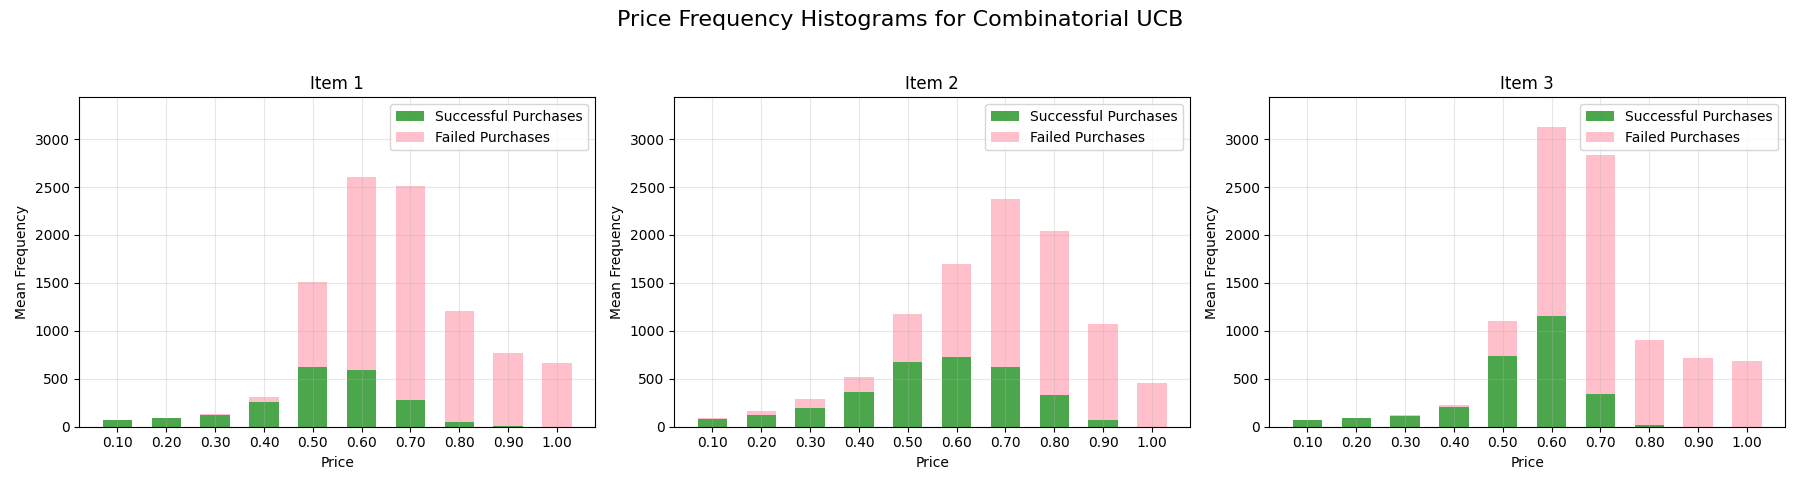 Price Frequency Histograms for Combinatorial UCB
Item 1
Mean Frequency
3000
2500
2000
1500
1000
500
0
Successful Purchases
Failed Purchases
0.10 0.20 0.30 0.40 0.50 0.60 0.70 0.80 0.90 1.00
Price
Item 2
Mean Frequency
3000
2500
2000
1500
1000
500
0
Successful Purchases
Failed Purchases
0.10 0.20 0.30 0.40 0.50 0.60 0.70 0.80 0.90 1.00
Price
Item 3
Mean Frequency
3000
2500
2000
1500
1000
500
0
Successful Purchases
Failed Purchases
0.10 0.20 0.30 0.40 0.50 0.60 0.70 0.80 0.90 1.00
Price